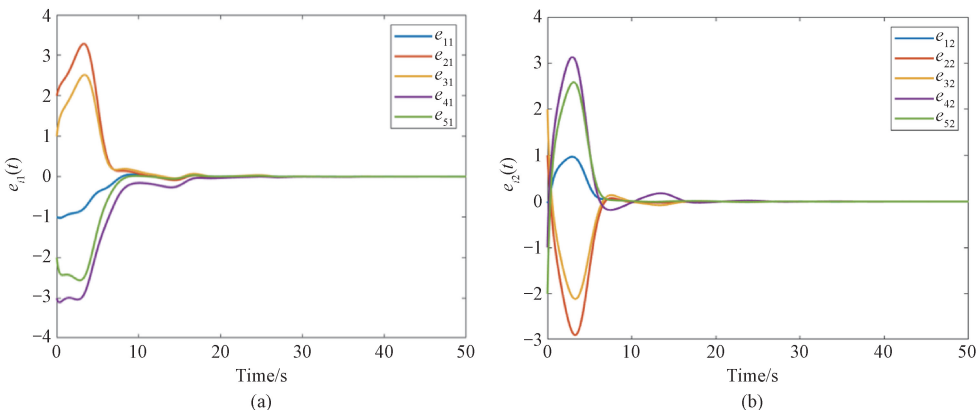 4
3
2
1
0
−1
−2
−3
−4
e_{i1}(t)
0
10
20
30
40
50
Time/s
e_{11}
e_{21}
e_{31}
e_{41}
e_{51}
(a)
4
3
2
1
0
−1
−2
−3
e_{i2}(t)
0
10
20
30
40
50
Time/s
e_{12}
e_{22}
e_{32}
e_{42}
e_{52}
(b)